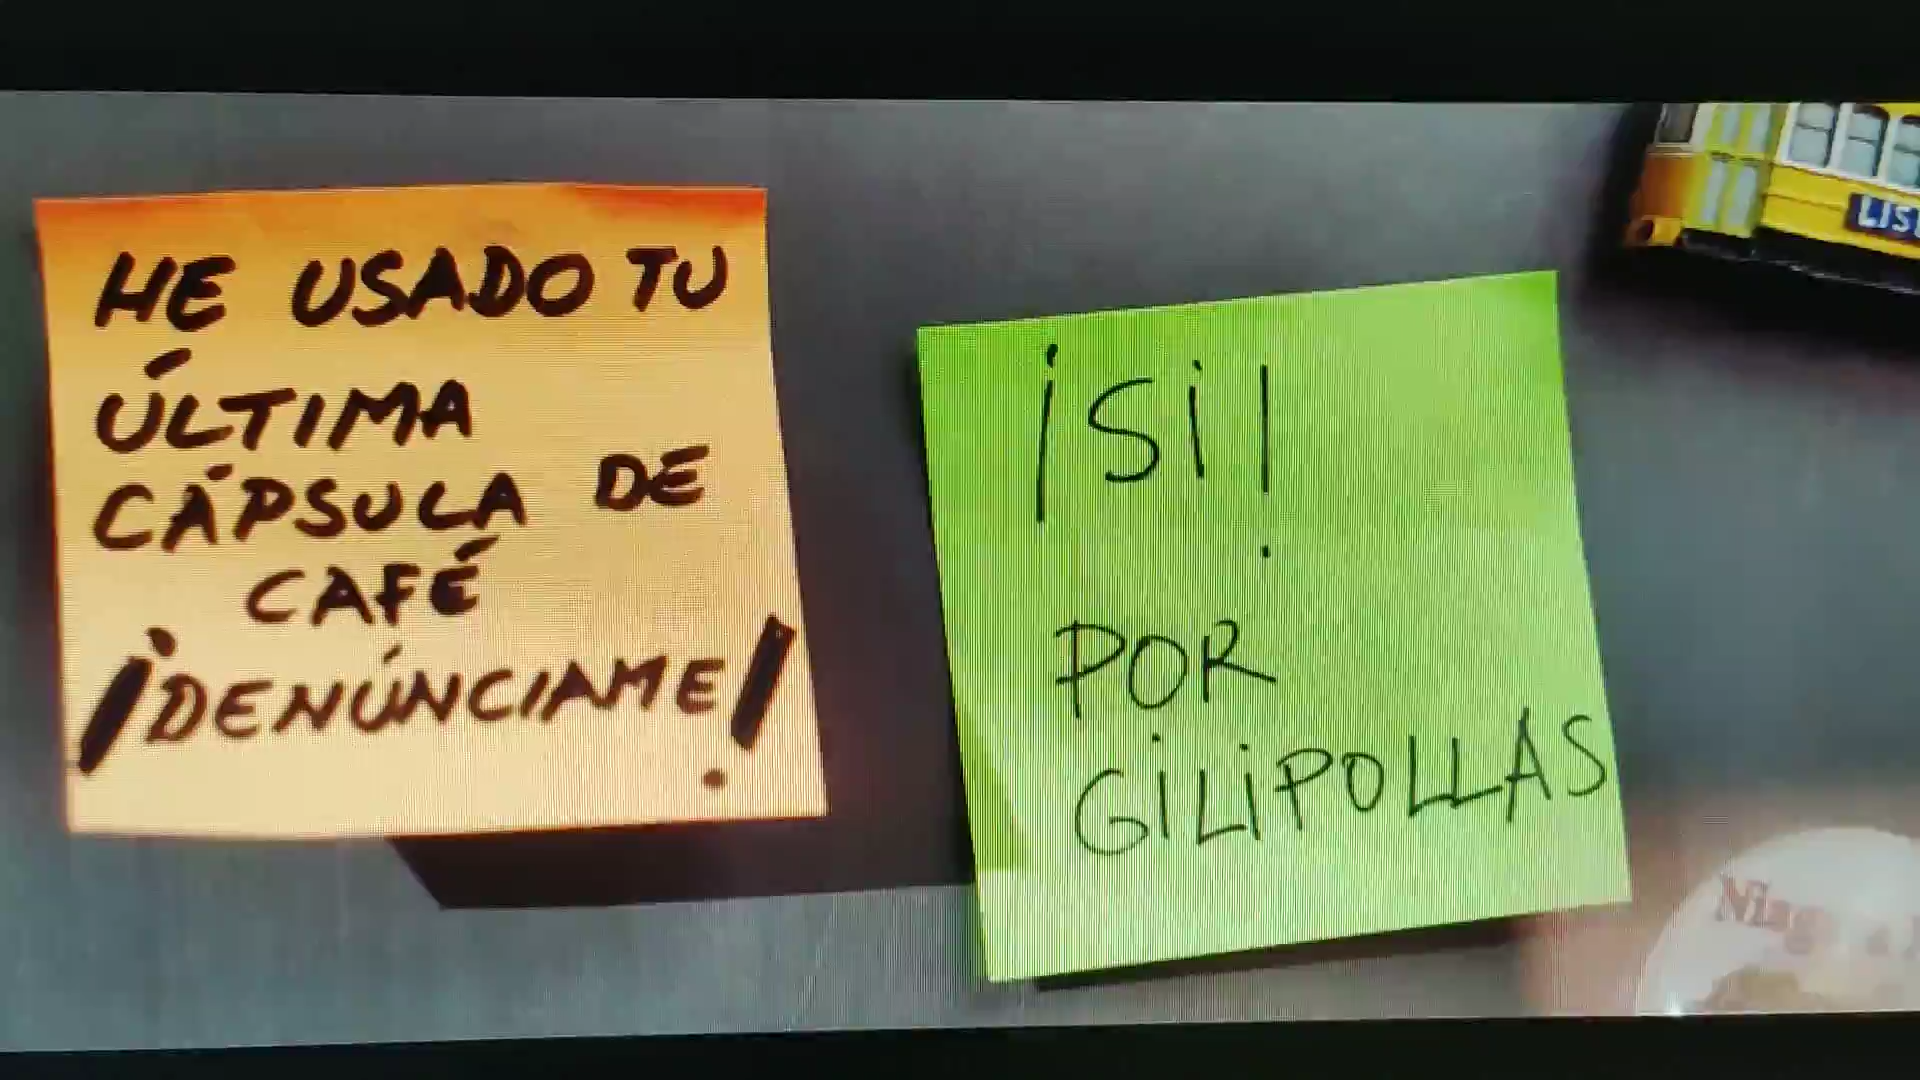 HE USADO TU
ÚLTIMA
CÁPSULA DE
CAFÉ
¡DENÚNCIAME!
¡Si!
POR
GiLiPOLLAS